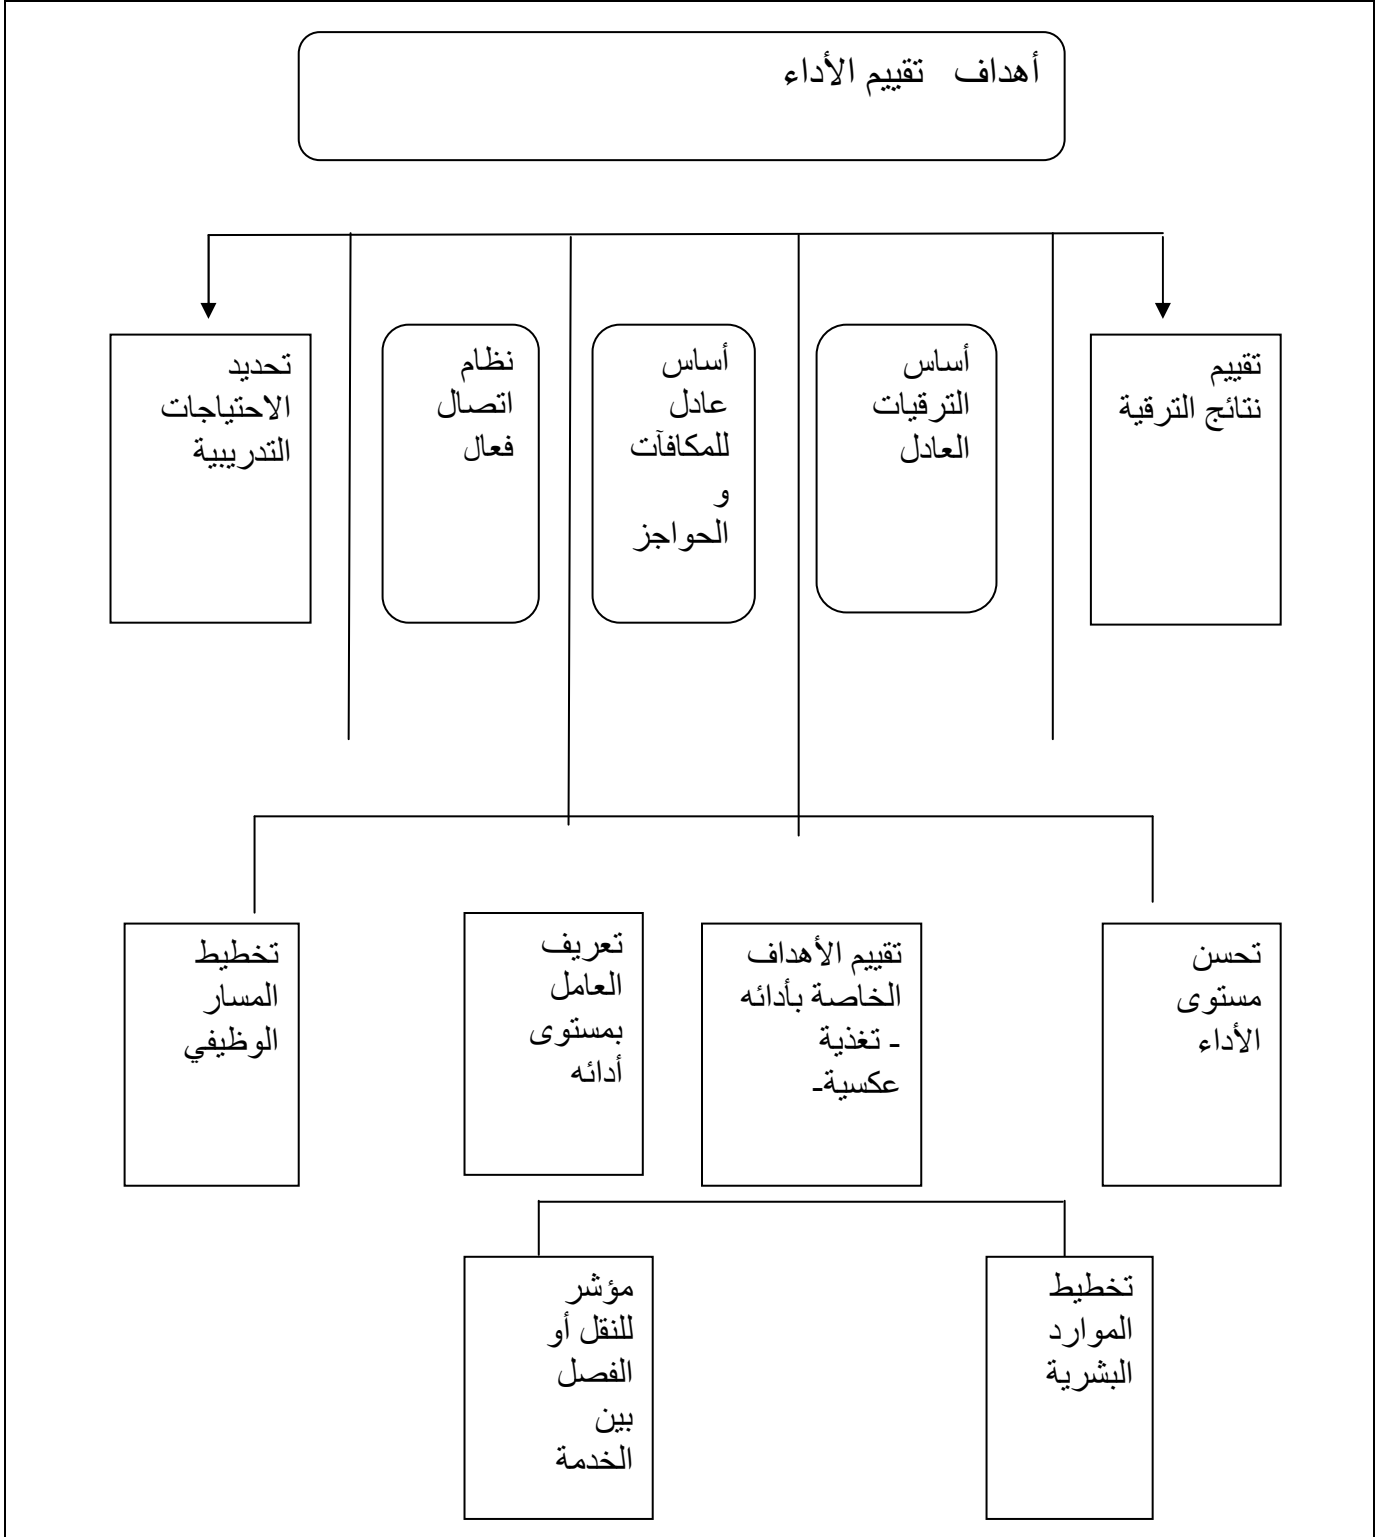 أهداف تقييم الأداء
تقييم
نتائج الترقية
أساس
الترقيات
العادل
أساس
عادل
للمكافآت
و
الحواجز
نظام
اتصال
فعال
تحديد
الاحتياجات
التدريبية
تحسن
مستوى
الأداء
تقييم الأهداف
الخاصة بأدائه
- تغذية
عكسية-
تعريف
العامل
بمستوى
أدائه
تخطيط
المسار
الوظيفي
تخطيط
الموارد
البشرية
مؤشر
للنقل أو
الفصل
بين
الخدمة